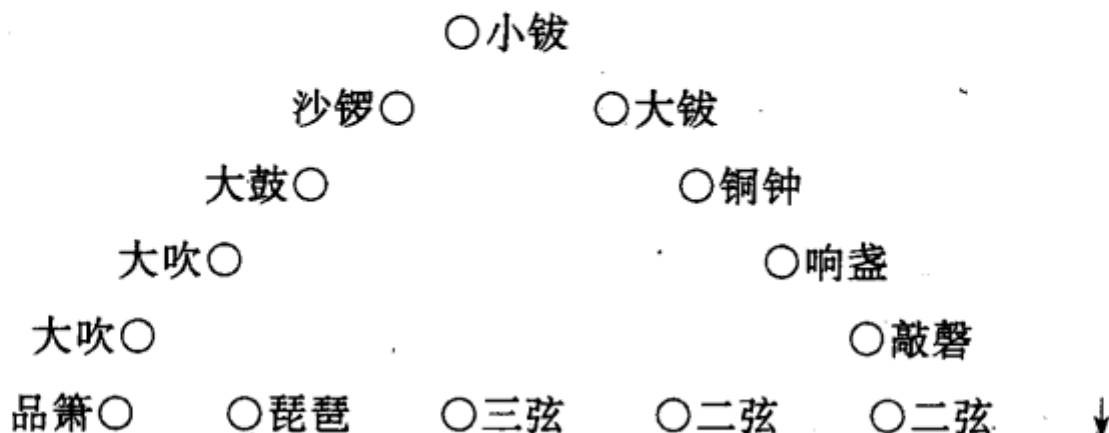 ○小钹
沙锣○ ○大钹
大鼓○ ○铜钟
大吹○ ○响盏
大吹○ ○敲磬
品箫○ ○琵琶 ○三弦 ○二弦 ○二弦 ↓